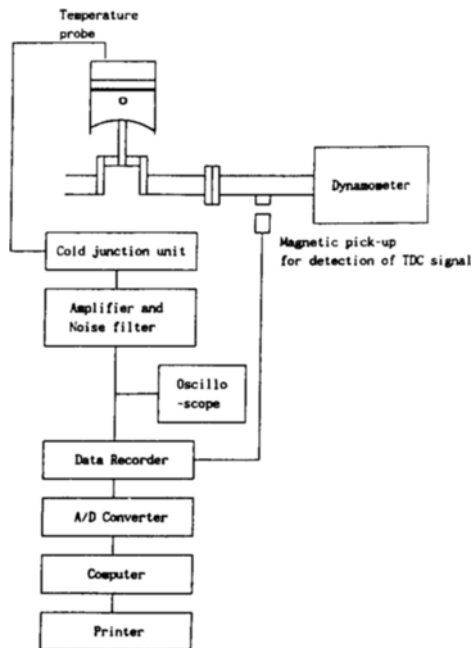 Temperature
probe
Dynamometer
Magnetic pick-up
for detection of TDC signal
Cold junction unit
Amplifier and
Noise filter
Oscillo
-scope
Data Recorder
A/D Converter
Computer
Printer